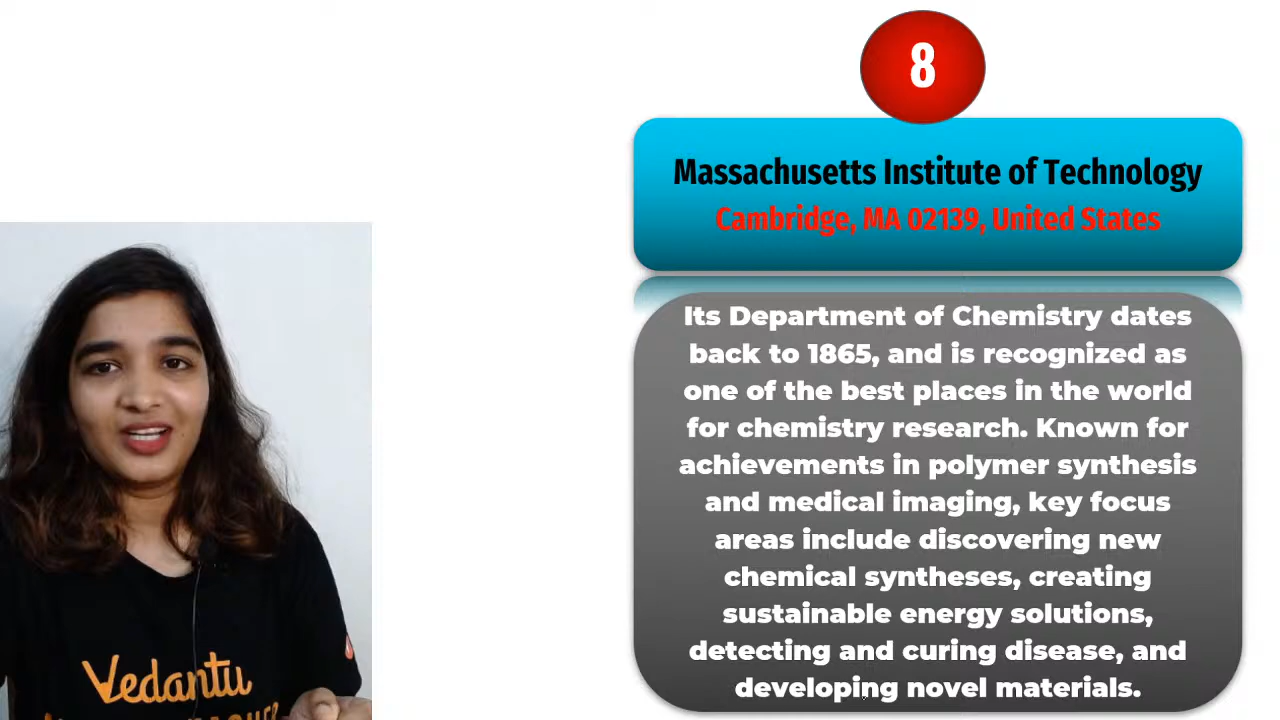 8
Massachusetts Institute of Technology
Cambridge, MA 02139, United States
Its Department of Chemistry dates
back to 1865, and is recognized as
one of the best places in the world
for chemistry research. Known for
achievements in polymer synthesis
and medical imaging, key focus
areas include discovering new
chemical syntheses, creating
sustainable energy solutions,
detecting and curing disease, and
developing novel materials.
Vedantu